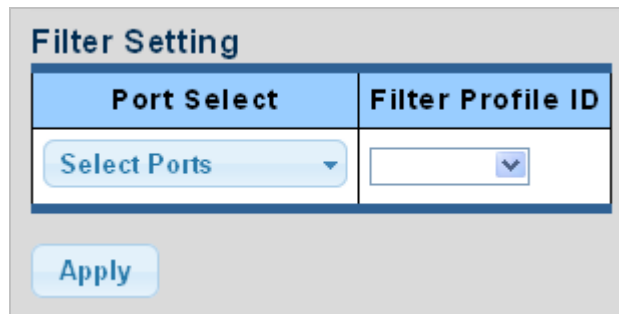 Filter Setting
Port Select Filter Profile ID
Select Ports
Apply